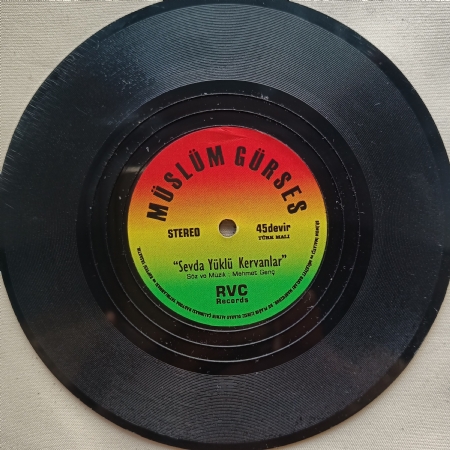 MÜSLÜM GÜRSES
STEREO
45devir
TÜRK MALI
"Sevda Yüklü Kervanlar"
Söz ve Müzik : Mehmet Genç
RVC
Records